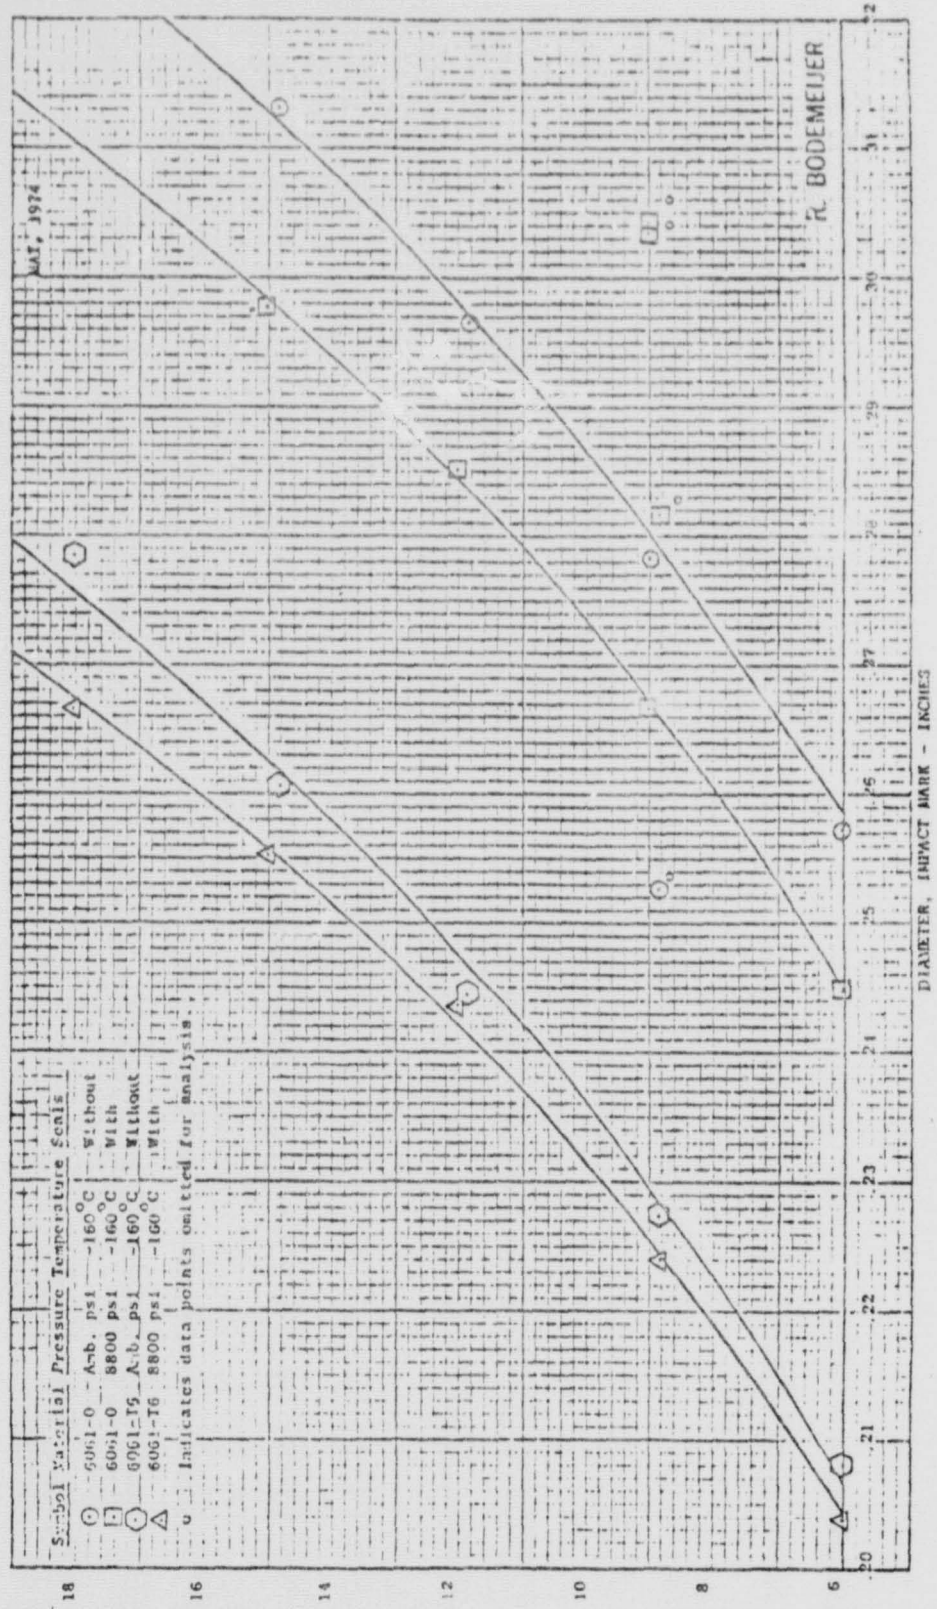 MAY, 1974
Symbol Material Pressure Temperature Seals
6061-O Amb. psi -160°C Without
6061-O 8800 psi -160°C With
6061-T6 Amb. psi -160°C Without
6061-T6 8800 psi -160°C With
o Indicates data points omitted for analysis.
R. BODEMEIJER
18
16
14
12
10
8
6
.20
.21
.22
.23
.24
.25
.26
.27
.28
.29
.30
.31
.32
DIAMETER, IMPACT MARK - INCHES